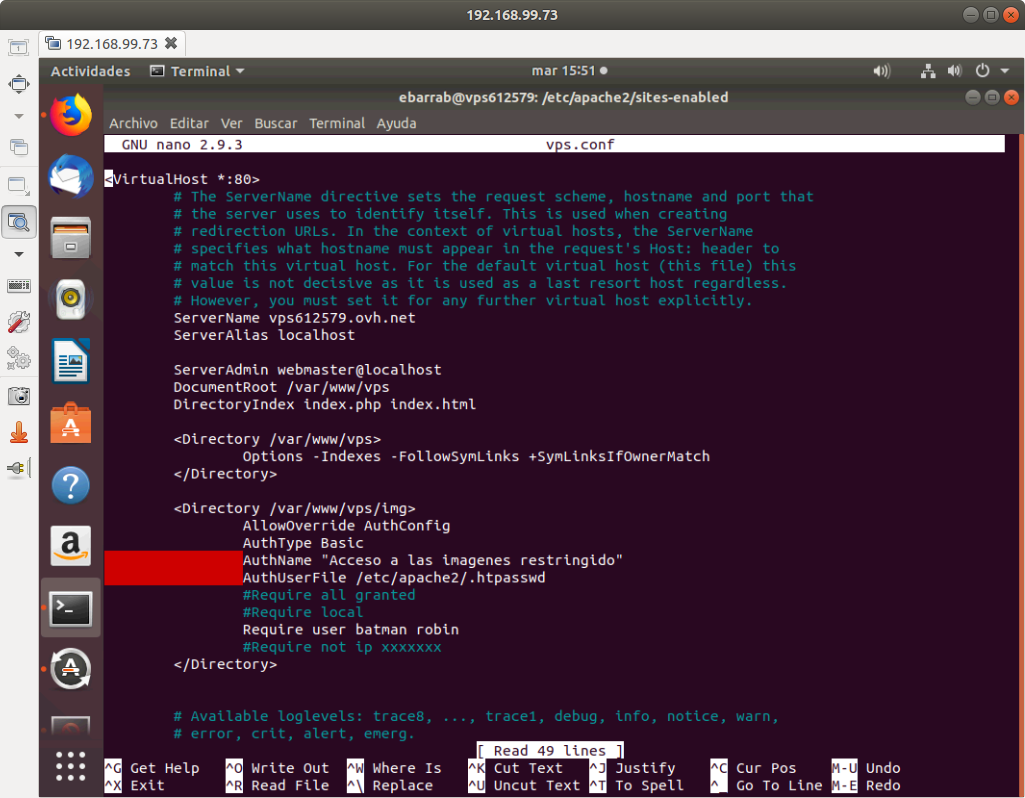 192.168.99.73
192.168.99.73
Actividades Terminal mar 15:51
ebarrab@vps612579: /etc/apache2/sites-enabled
Archivo Editar Ver Buscar Terminal Ayuda
GNU nano 2.9.3 vps.conf
<VirtualHost *:80>
# The ServerName directive sets the request scheme, hostname and port that
# the server uses to identify itself. This is used when creating
# redirection URLs. In the context of virtual hosts, the ServerName
# specifies what hostname must appear in the request's Host: header to
# match this virtual host. For the default virtual host (this file) this
# value is not decisive as it is used as a last resort host regardless.
# However, you must set it for any further virtual host explicitly.
ServerName vps612579.ovh.net
ServerAlias localhost
ServerAdmin webmaster@localhost
DocumentRoot /var/www/vps
DirectoryIndex index.php index.html
<Directory /var/www/vps>
Options -Indexes -FollowSymLinks +SymLinksIfOwnerMatch
</Directory>
<Directory /var/www/vps/img>
AllowOverride AuthConfig
AuthType Basic
AuthName "Acceso a las imagenes restringido"
AuthUserFile /etc/apache2/.htpasswd
#Require all granted
#Require local
Require user batman robin
#Require not ip xxxxxxx
</Directory>
# Available loglevels: trace8, ..., trace1, debug, info, notice, warn,
# error, crit, alert, emerg.
[ Read 49 lines ]
^G Get Help ^O Write Out ^W Where Is ^K Cut Text ^J Justify ^C Cur Pos M-U Undo
^X Exit ^R Read File ^\ Replace ^U Uncut Text ^T To Spell ^_ Go To Line M-E Redo